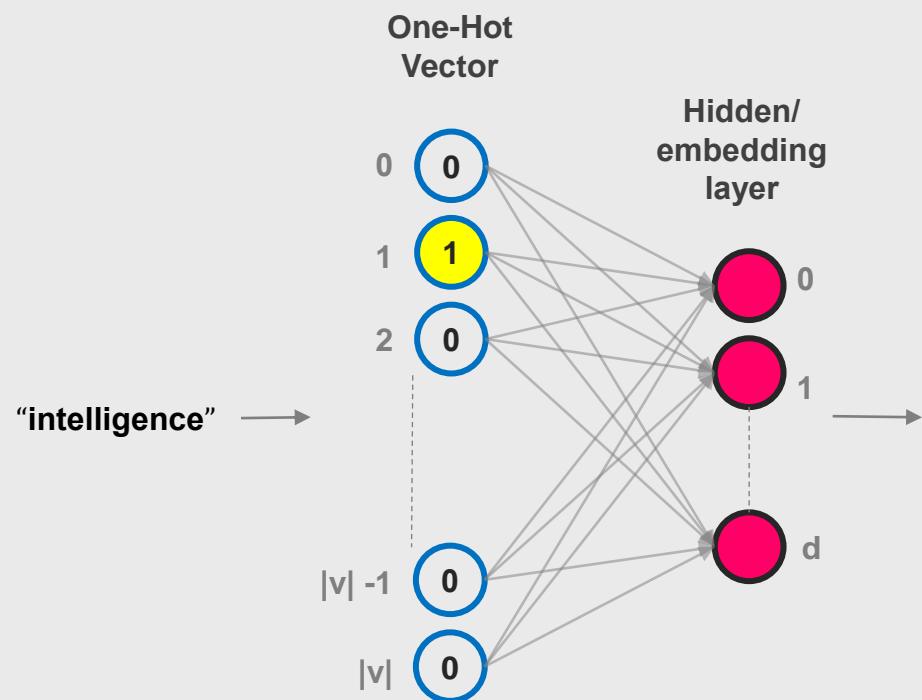 One-Hot
Vector
Hidden/
embedding
layer
0 0
1 1
2 0
0
1
“intelligence”
d
|v| -1 0
|v| 0